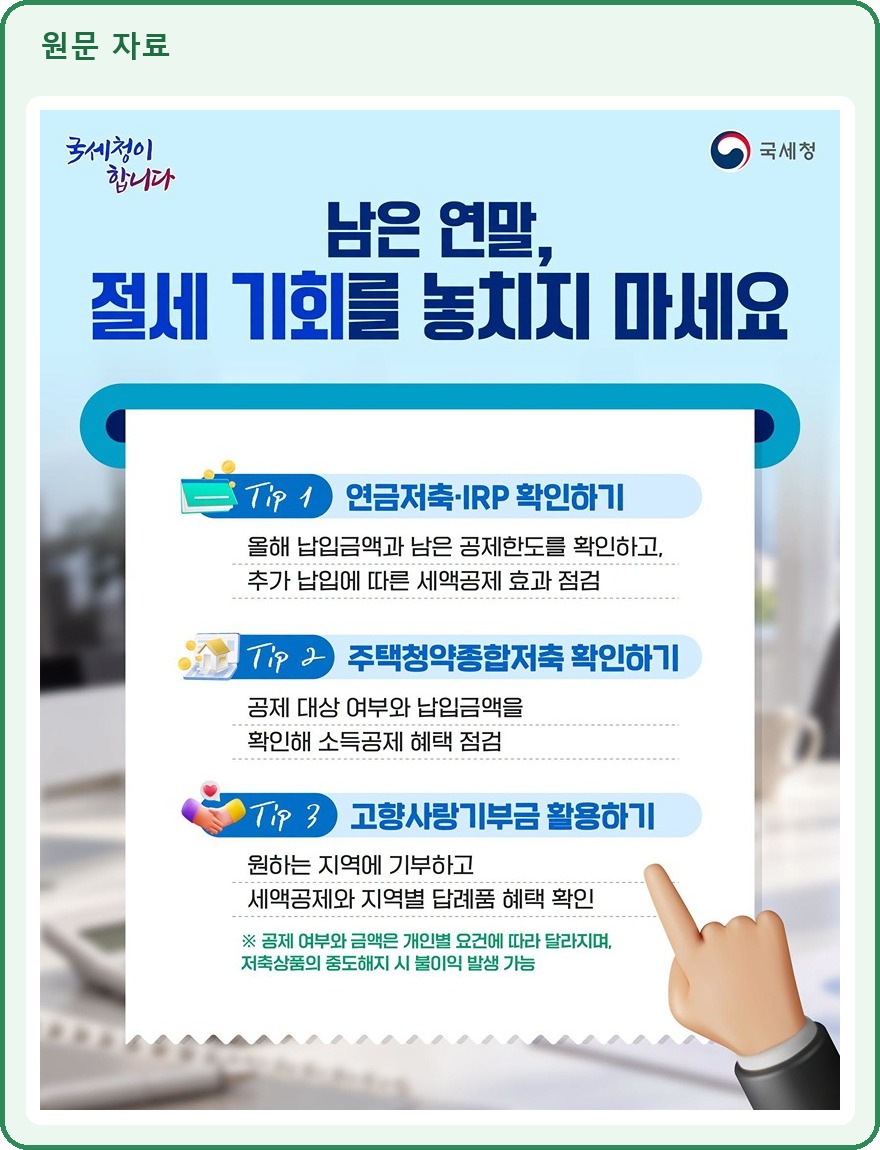 원문 자료
국세청이
합니다
국세청
남은 연말,
절세 기회를 놓치지 마세요
Tip 1 연금저축·IRP 확인하기
올해 납입금액과 남은 공제한도를 확인하고,
추가 납입에 따른 세액공제 효과 점검
Tip 2 주택청약종합저축 확인하기
공제 대상 여부와 납입금액을
확인해 소득공제 혜택 점검
Tip 3 고향사랑기부금 활용하기
원하는 지역에 기부하고
세액공제와 지역별 답례품 혜택 확인
※ 공제 여부와 금액은 개인별 요건에 따라 달라지며,
저축상품의 중도해지 시 불이익 발생 가능